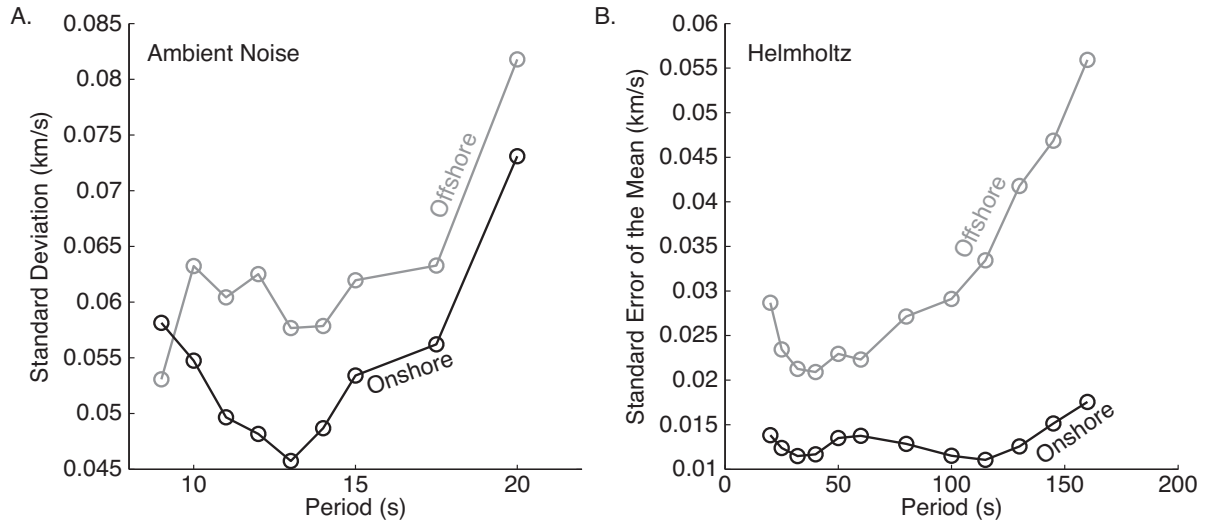 A.
Ambient Noise
Standard Deviation (km/s)
0.085
0.08
0.075
0.07
0.065
0.06
0.055
0.05
0.045
Offshore
Onshore
10
15
20
Period (s)
B.
Helmholtz
Standard Error of the Mean (km/s)
0.06
0.055
0.05
0.045
0.04
0.035
0.03
0.025
0.02
0.015
0.01
Offshore
Onshore
0
50
100
150
200
Period (s)